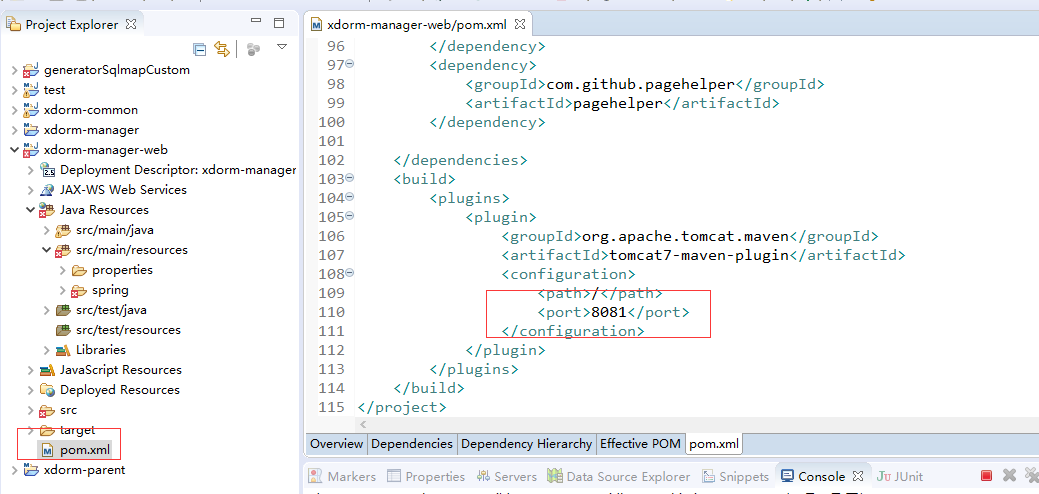 Project Explorer
generatorSqlmapCustom
test
xdorm-common
xdorm-manager
xdorm-manager-web
Deployment Descriptor: xdorm-manager
JAX-WS Web Services
Java Resources
src/main/java
src/main/resources
properties
spring
src/test/java
src/test/resources
Libraries
JavaScript Resources
Deployed Resources
src
target
pom.xml
xdorm-parent
xdorm-manager-web/pom.xml
96 </dependency>
97 <dependency>
98 <groupId>com.github.pagehelper</groupId>
99 <artifactId>pagehelper</artifactId>
100 </dependency>
101
102 </dependencies>
103 <build>
104 <plugins>
105 <plugin>
106 <groupId>org.apache.tomcat.maven</groupId>
107 <artifactId>tomcat7-maven-plugin</artifactId>
108 <configuration>
109 <path>/</path>
110 <port>8081</port>
111 </configuration>
112 </plugin>
113 </plugins>
114 </build>
115 </project>
Overview Dependencies Dependency Hierarchy Effective POM pom.xml
Markers Properties Servers Data Source Explorer Snippets Console JUnit